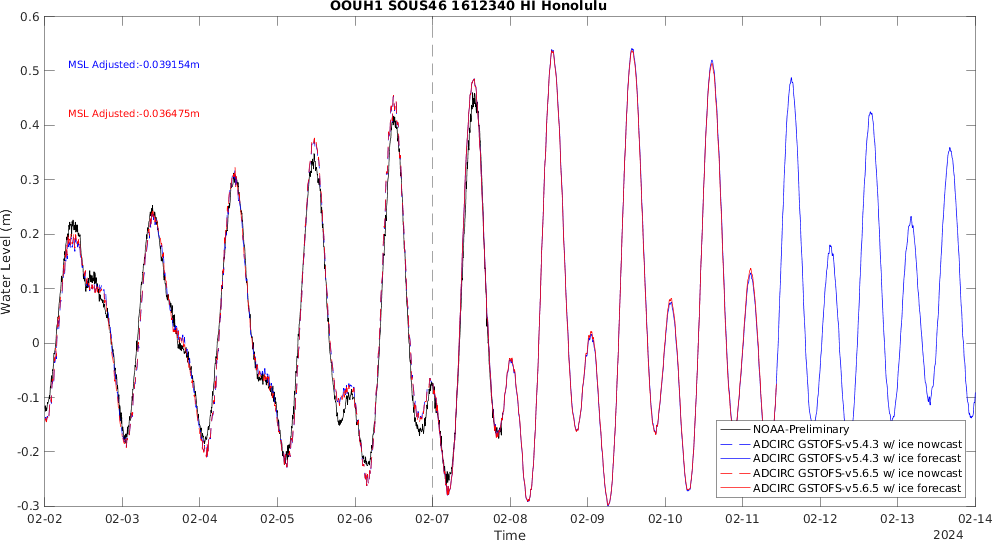 OOUH1 SOUS46 1612340 HI Honolulu
0.6
0.5
0.4
0.3
0.2
0.1
0
-0.1
-0.2
-0.3
Water Level (m)
MSL Adjusted:-0.039154m
MSL Adjusted:-0.036475m
NOAA-Preliminary
ADCIRC GSTOFS-v5.4.3 w/ ice nowcast
ADCIRC GSTOFS-v5.4.3 w/ ice forecast
ADCIRC GSTOFS-v5.6.5 w/ ice nowcast
ADCIRC GSTOFS-v5.6.5 w/ ice forecast
02-02 02-03 02-04 02-05 02-06 02-07 02-08 02-09 02-10 02-11 02-12 02-13 02-14
Time
2024